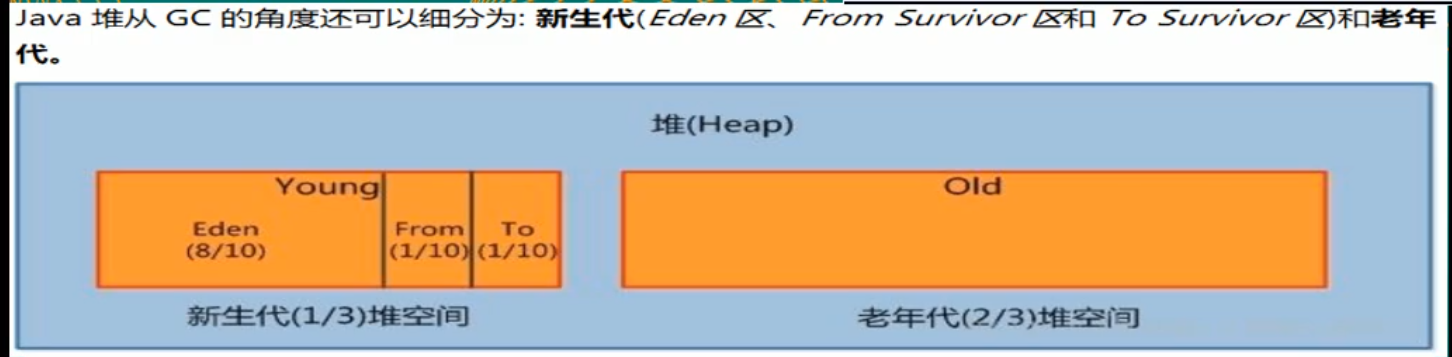 Java 堆从 GC 的角度还可以细分为: 新生代(Eden 区、From Survivor 区和 To Survivor 区)和老年
代。
堆(Heap)
Young
Old
Eden
From
To
(8/10)
(1/10)
(1/10)
新生代(1/3)堆空间
老年代(2/3)堆空间